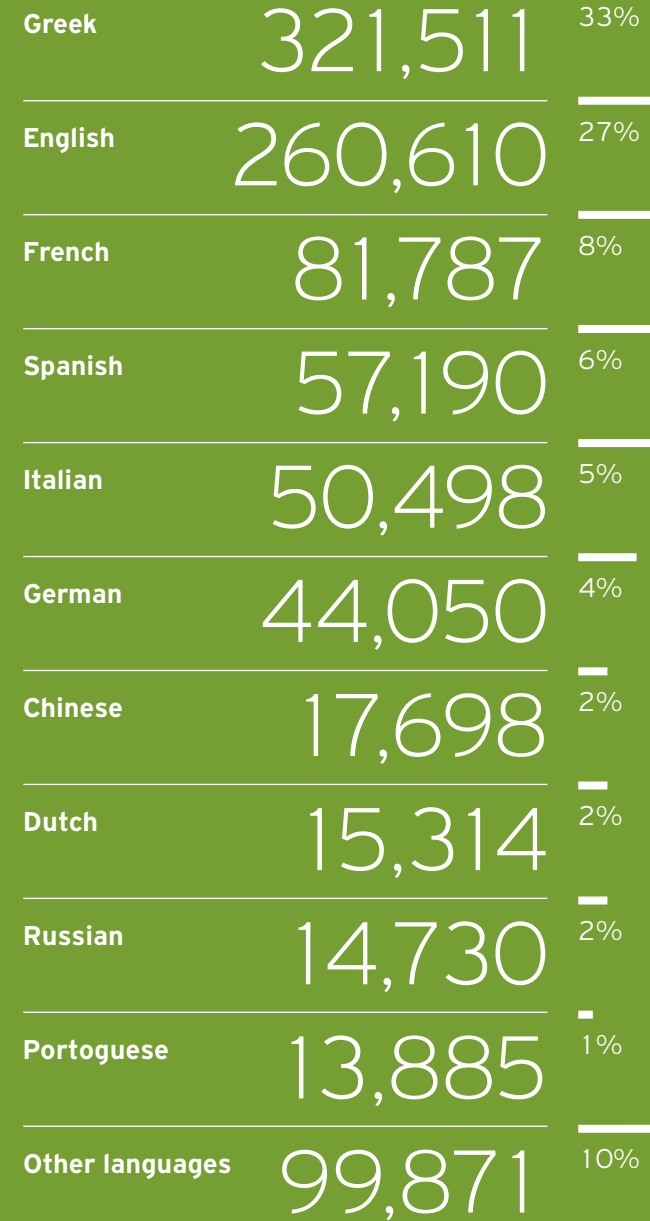 Greek 321,511 33%
English 260,610 27%
French 81,787 8%
Spanish 57,190 6%
Italian 50,498 5%
German 44,050 4%
Chinese 17,698 2%
Dutch 15,314 2%
Russian 14,730 2%
Portoguese 13,885 1%
Other languages 99,871 10%